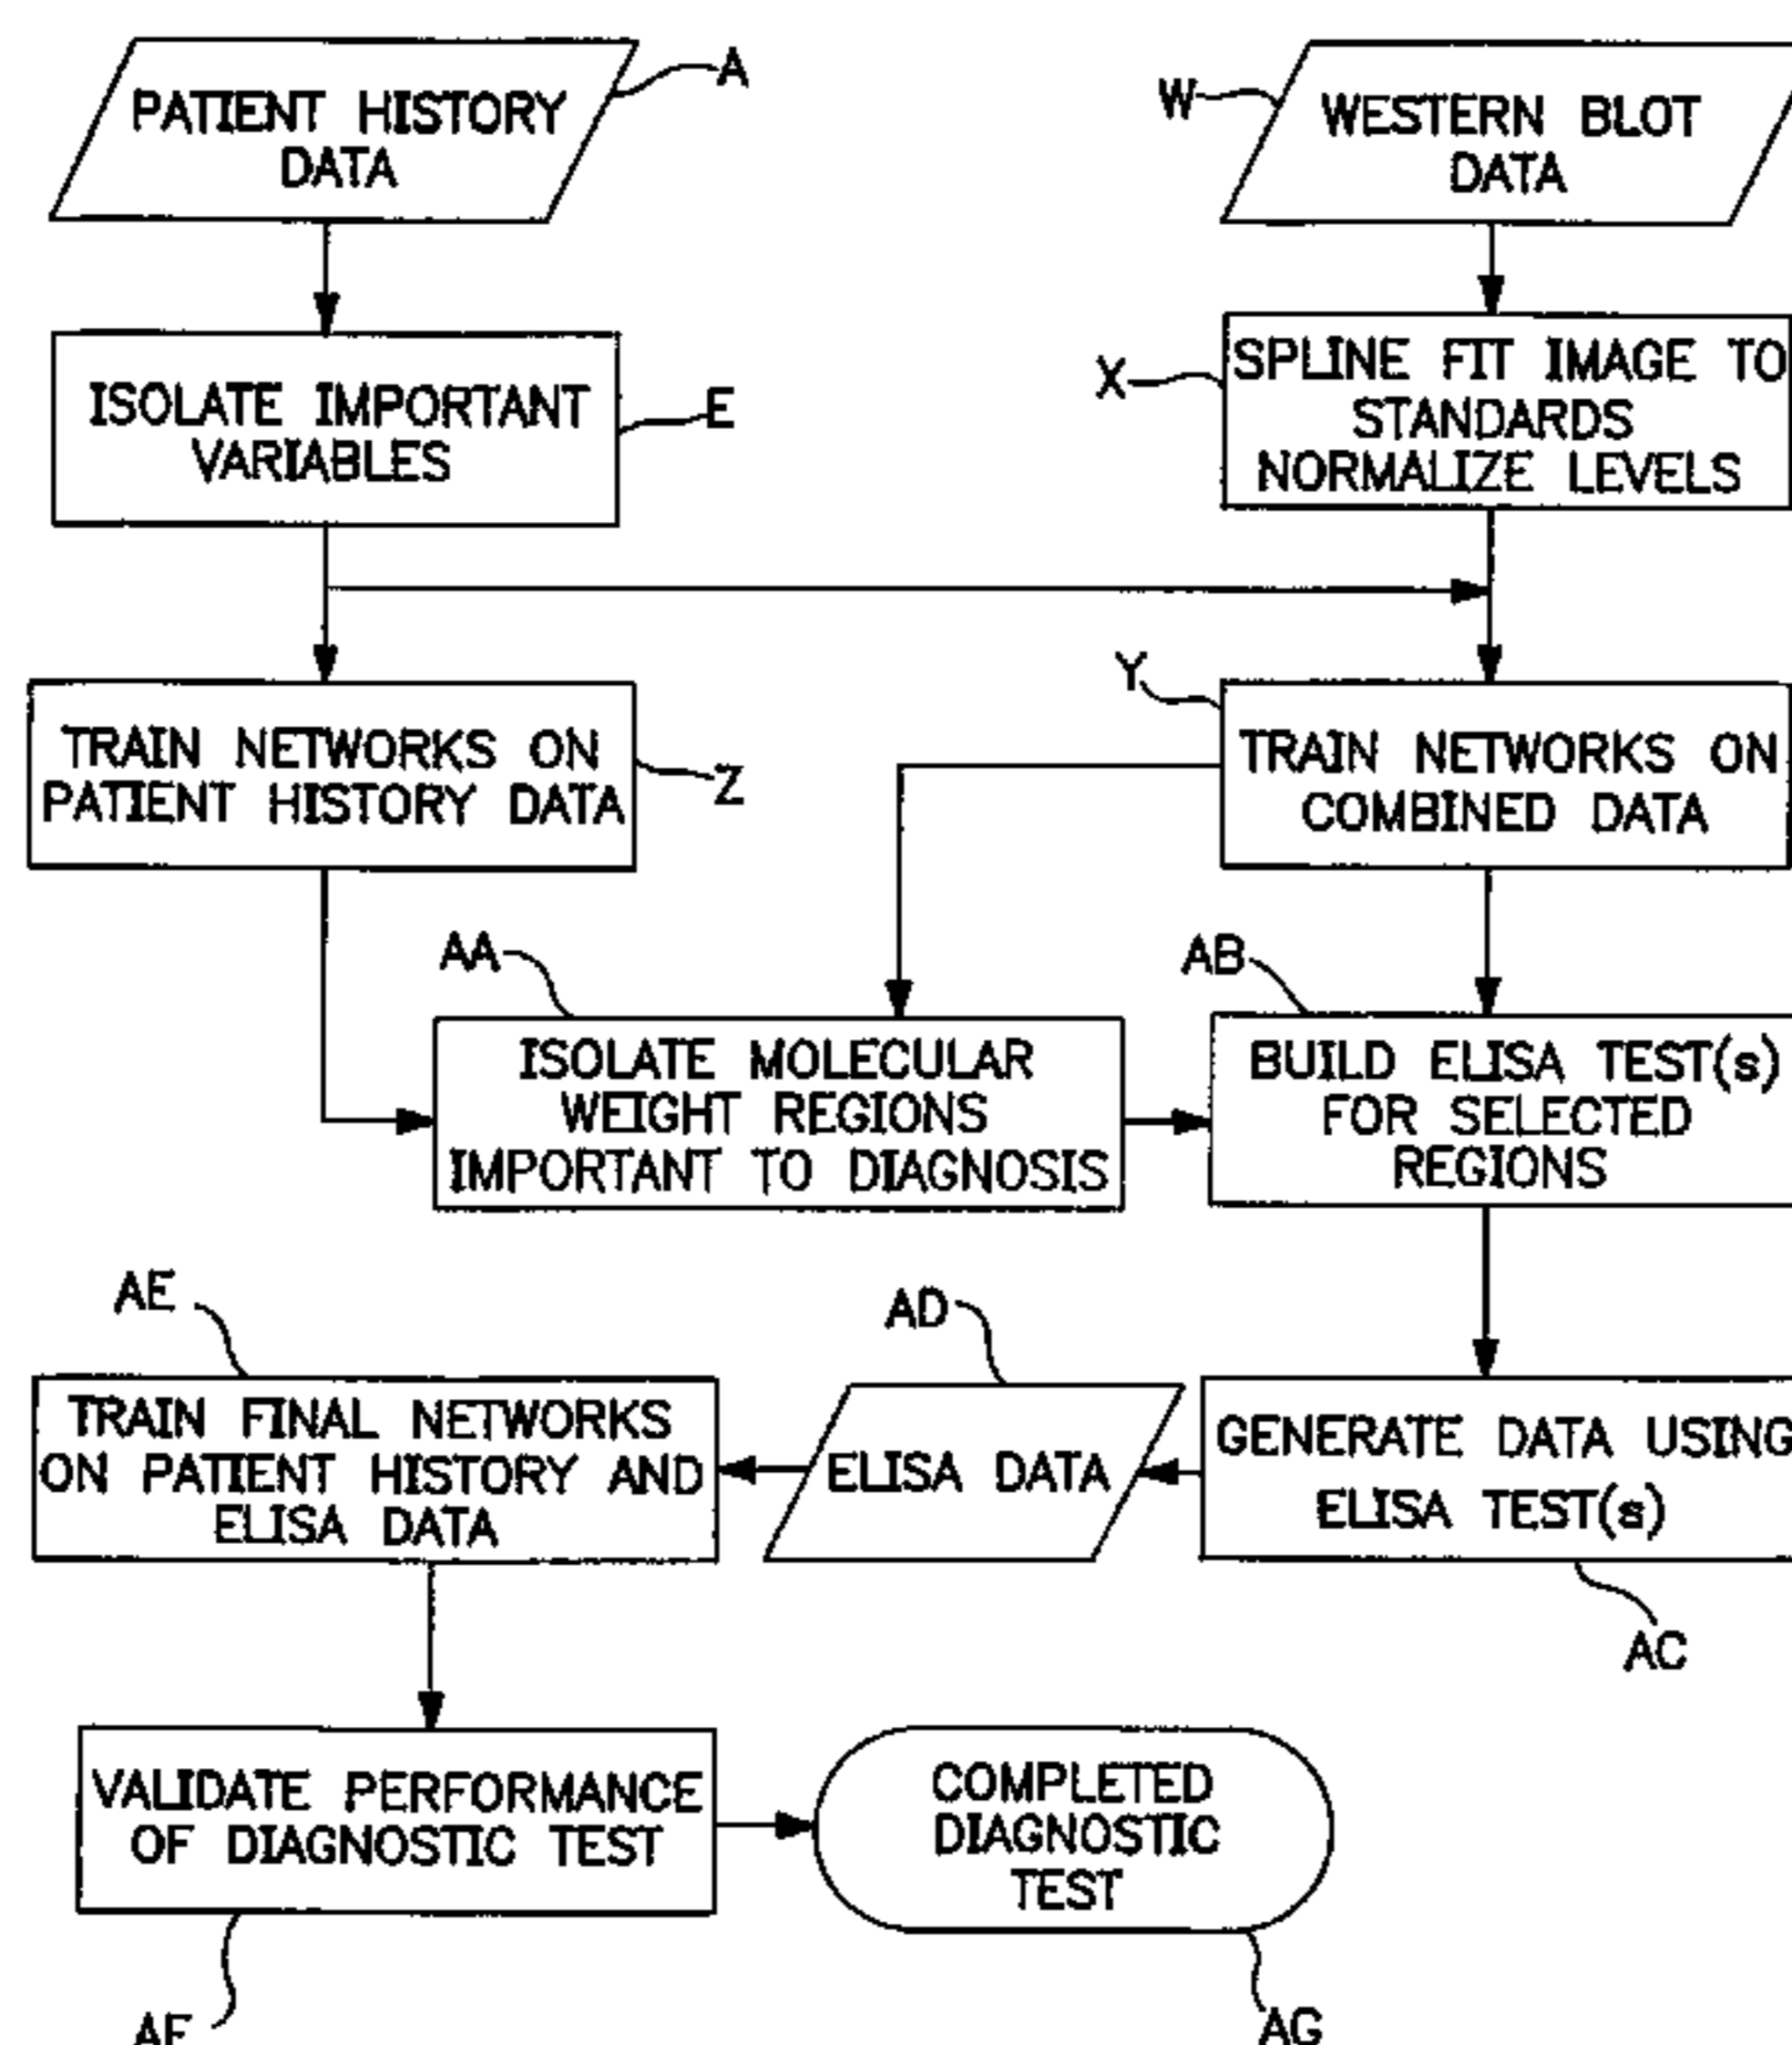 PATIENT HISTORY
DATA
A
W
WESTERN BLOT
DATA
ISOLATE IMPORTANT
VARIABLES
E
X
SPLINE FIT IMAGE TO
STANDARDS
NORMALIZE LEVELS
TRAIN NETWORKS ON
PATIENT HISTORY DATA
Z
Y
TRAIN NETWORKS ON
COMBINED DATA
AA
ISOLATE MOLECULAR
WEIGHT REGIONS
IMPORTANT TO DIAGNOSIS
AB
BUILD ELISA TEST(s)
FOR SELECTED
REGIONS
AE
TRAIN FINAL NETWORKS
ON PATIENT HISTORY AND
ELISA DATA
AD
ELISA DATA
GENERATE DATA USING
ELISA TEST(s)
AC
VALIDATE PERFORMANCE
OF DIAGNOSTIC TEST
AF
COMPLETED
DIAGNOSTIC
TEST
AG